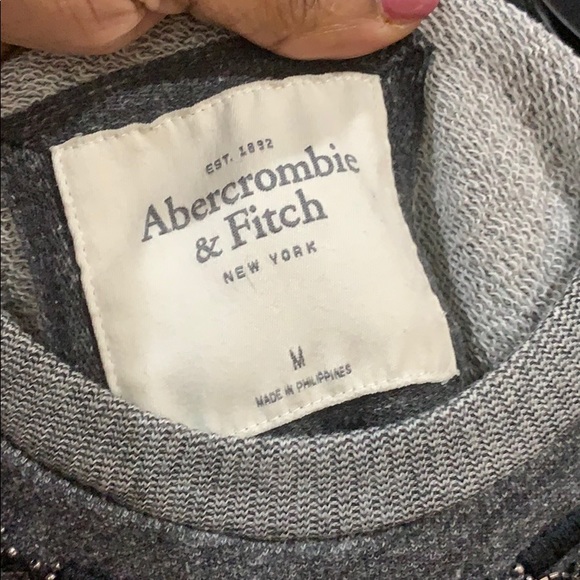 EST. 1892
Abercrombie
& Fitch
NEW YORK
M
MADE IN PHILIPPINES